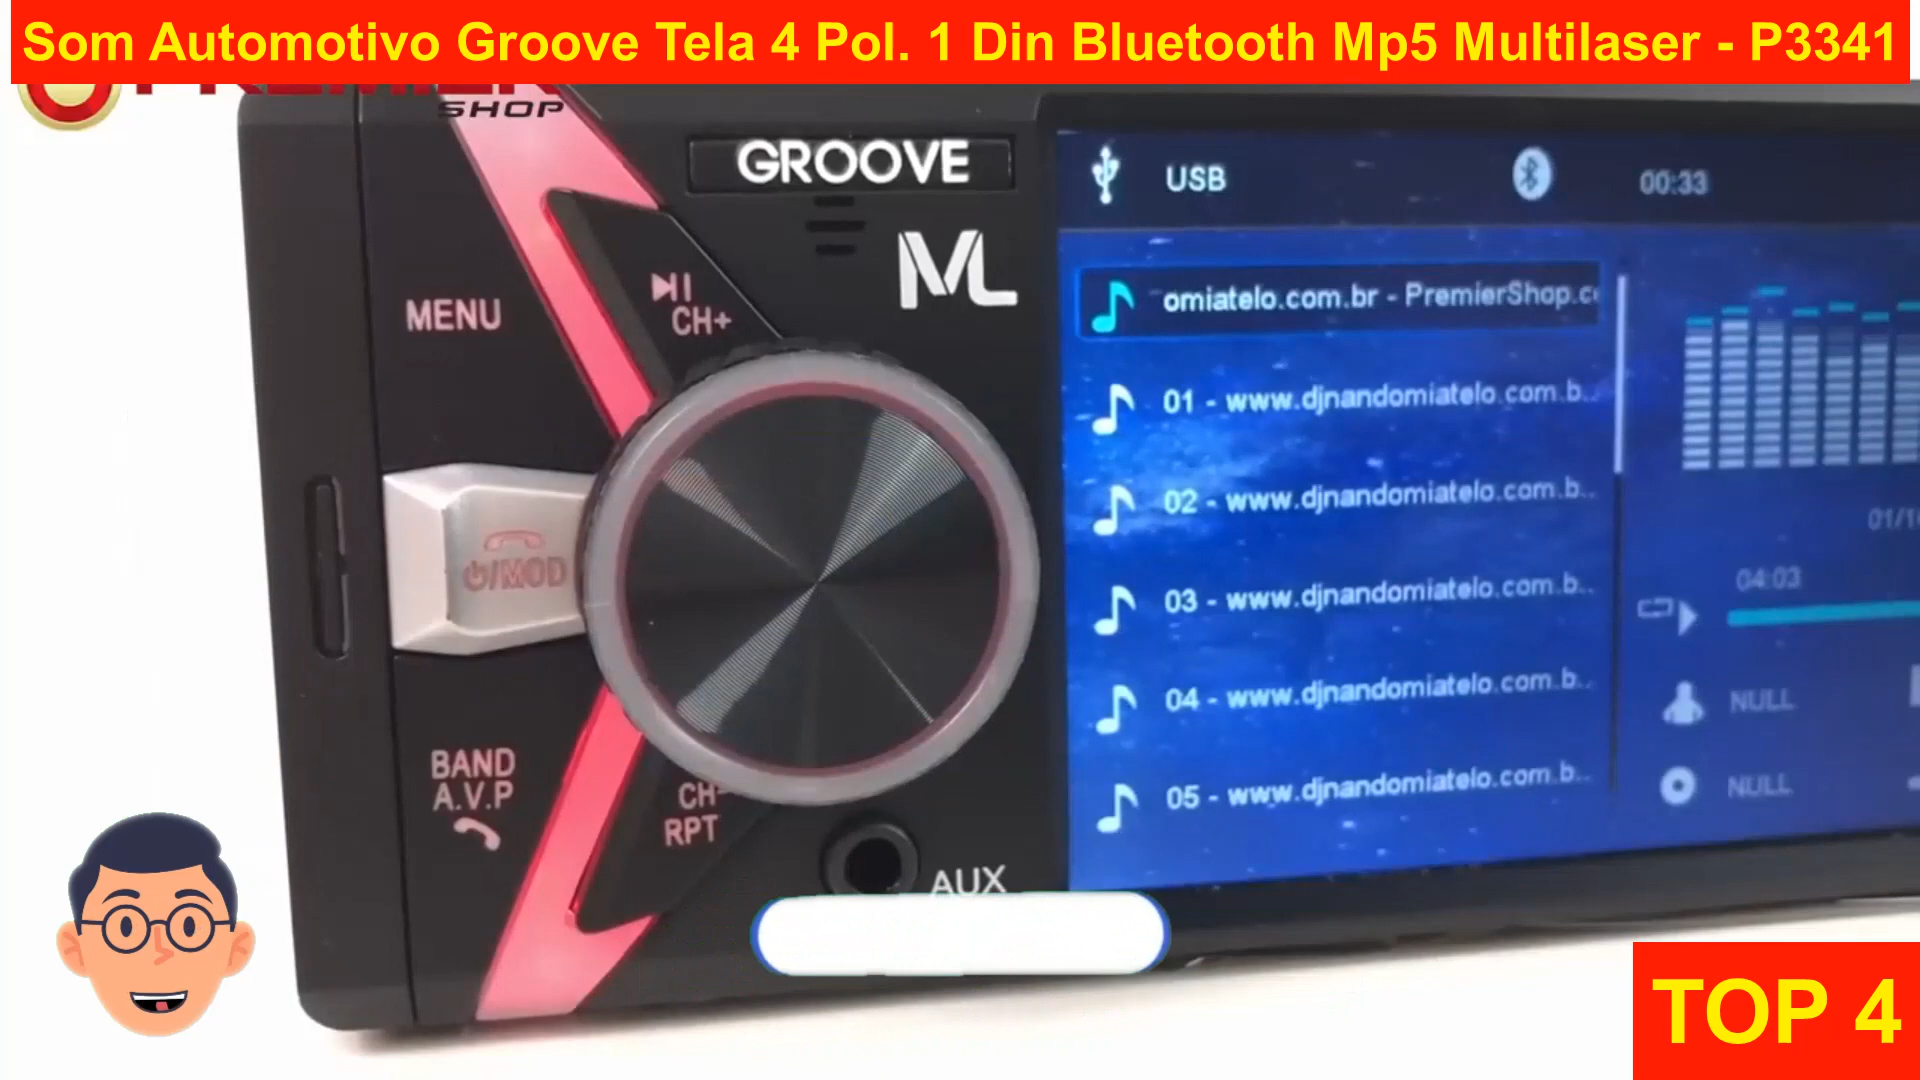 Som Automotivo Groove Tela 4 Pol. 1 Din Bluetooth Mp5 Multilaser - P3341
SHOP
GROOVE
ML
USB
00:33
MENU
CH+
omiatelo.com.br - PremierShop.c
01 - www.djnandomiatelo.com.b..
02 - www.djnandomiatelo.com.b..
03 - www.djnandomiatelo.com.b..
04 - www.djnandomiatelo.com.b..
05 - www.djnandomiatelo.com.b..
04:03
NULL
NULL
/MOD
BAND
A.V.P
CH-
RPT
AUX
TOP 4